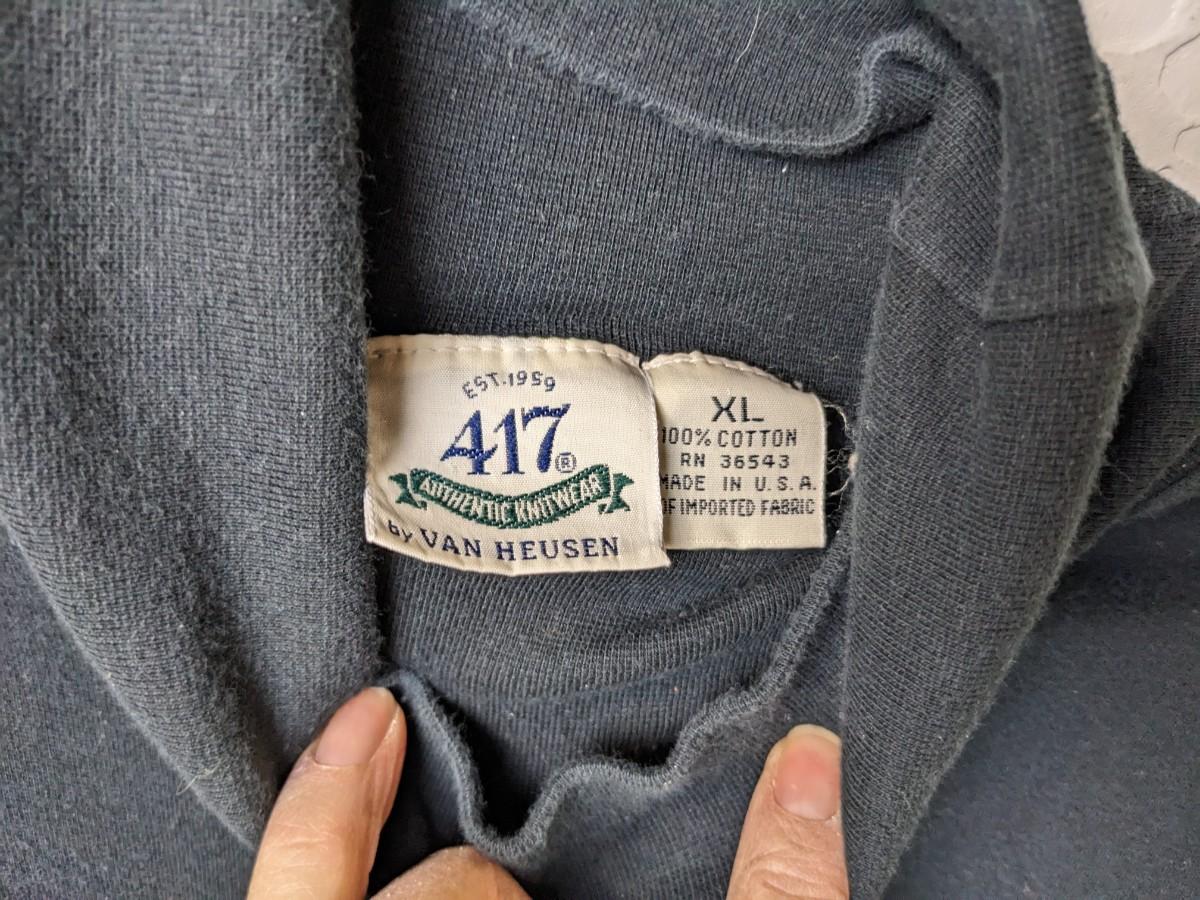 EST. 1959
417®
AUTHENTIC KNITWEAR
by VAN HEUSEN
XL
100% COTTON
RN 36543
MADE IN U.S.A.
OF IMPORTED FABRIC